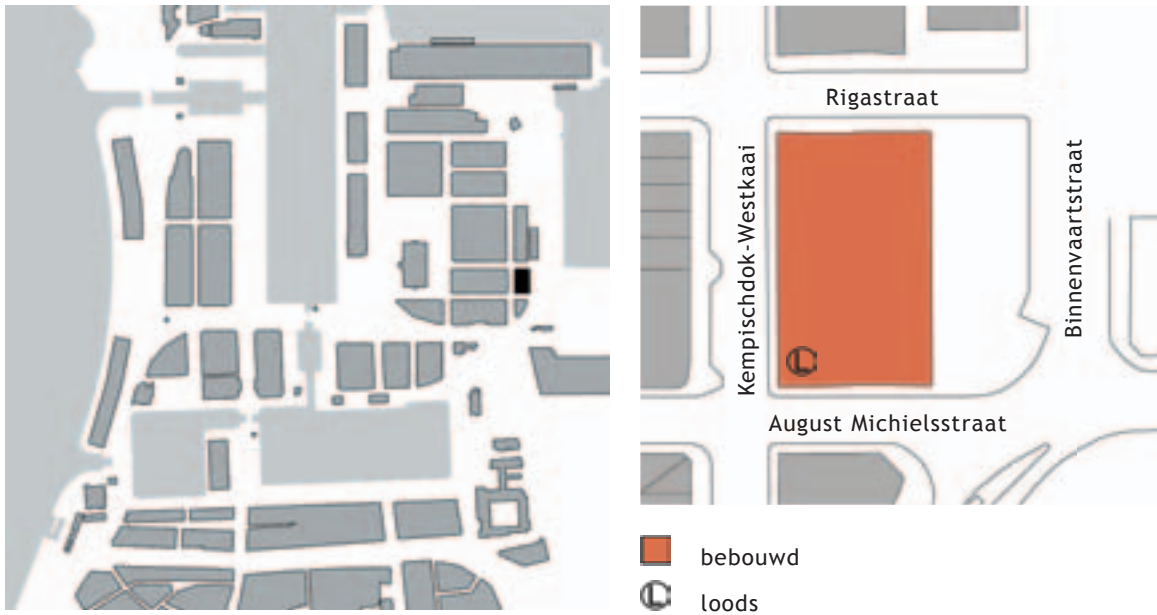 Rigastraat
Kempischdok-Westkaai
Binnenvaartstraat
L
August Michielsstraat
bebouwd
L
loods